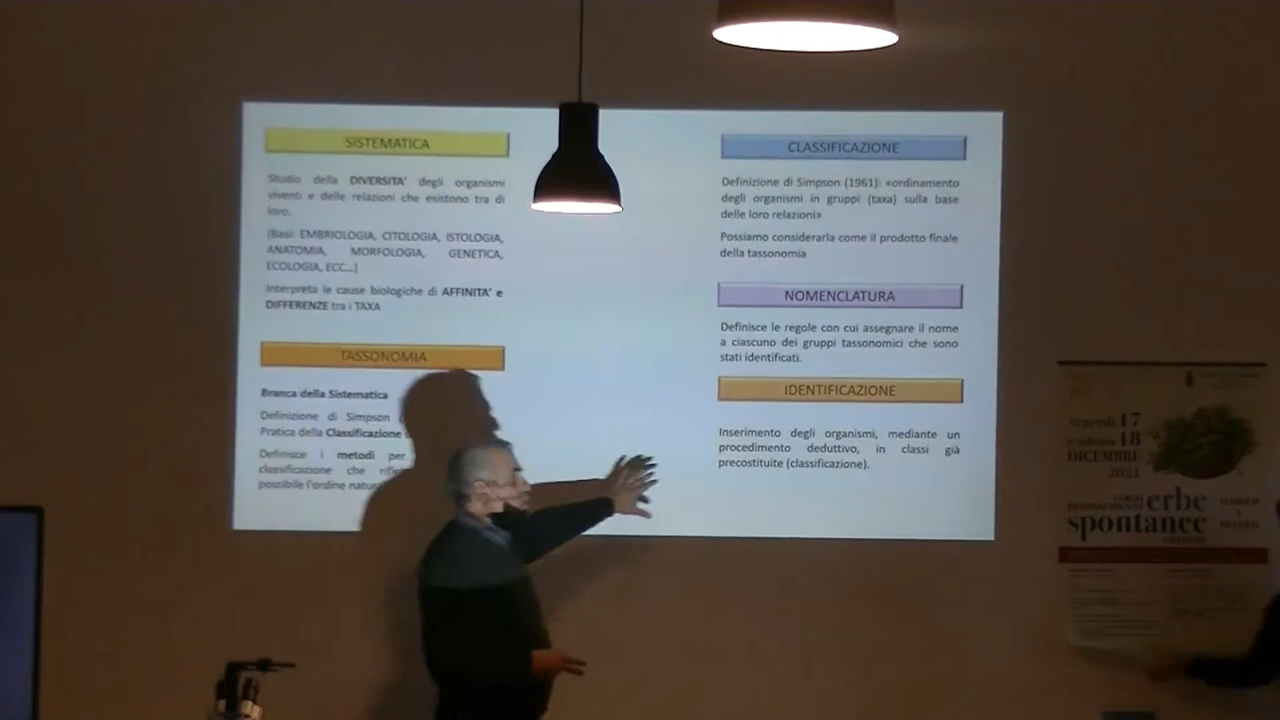 SISTEMATICA
Studio della DIVERSITA' degli organismi
viventi e delle relazioni che esistono tra di
loro.
(Basi: EMBRIOLOGIA, CITOLOGIA, ISTOLOGIA,
ANATOMIA, MORFOLOGIA, GENETICA,
ECOLOGIA, ECC...)
Interpreta le cause biologiche di AFFINITA' e
DIFFERENZE tra i TAXA
TASSONOMIA
Branca della Sistematica
Definizione di Simpson
Pratica della Classificazione
Definisce i metodi per
classificazione che
possibile l'ordine
CLASSIFICAZIONE
Definizione di Simpson (1961): «ordinamento
degli organismi in gruppi (taxa) sulla base
delle loro relazioni»
Possiamo considerarla come il prodotto finale
della tassonomia
NOMENCLATURA
Definisce le regole con cui assegnare il nome
a ciascuno dei gruppi tassonomici che sono
stati identificati.
IDENTIFICAZIONE
Inserimento degli organismi, mediante un
procedimento deduttivo, in classi già
precostituite (classificazione).
venerdì 17
18
DICEMBRE
2021
erbe
spontanee